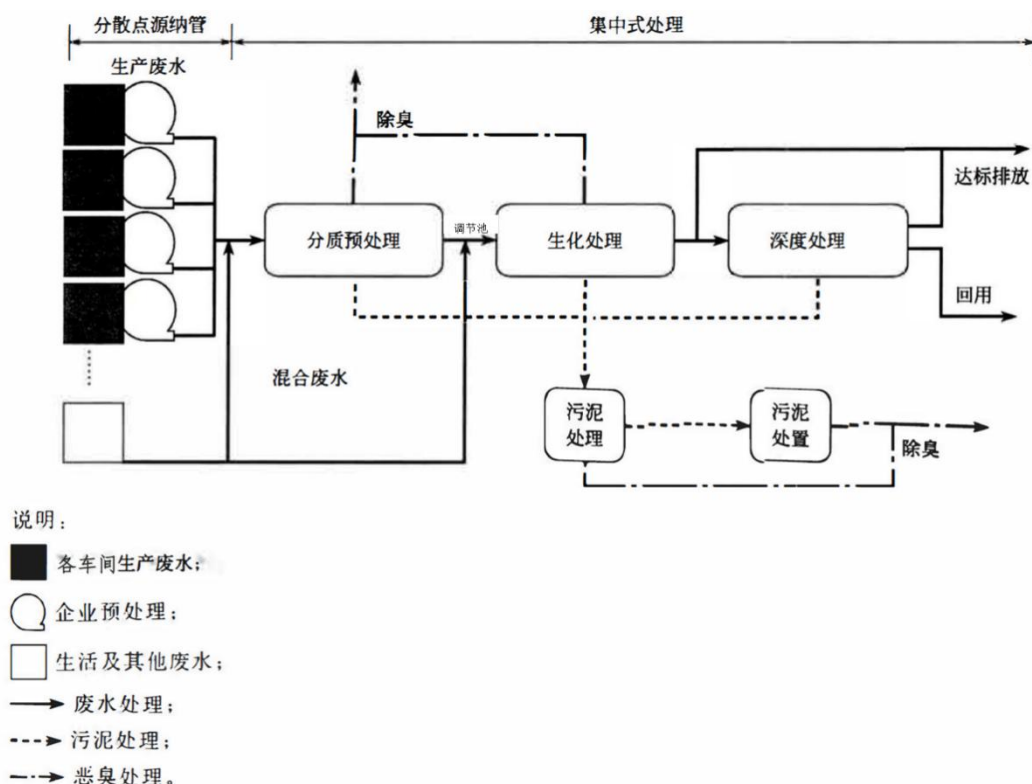 分散点源纳管
集中式处理
生产废水
除臭
达标排放
分质预处理
调节池
生化处理
深度处理
回用
混合废水
污泥
处理
污泥
处置
除臭
说明：
各车间生产废水；
企业预处理；
生活及其他废水；
废水处理；
污泥处理；
恶臭处理。